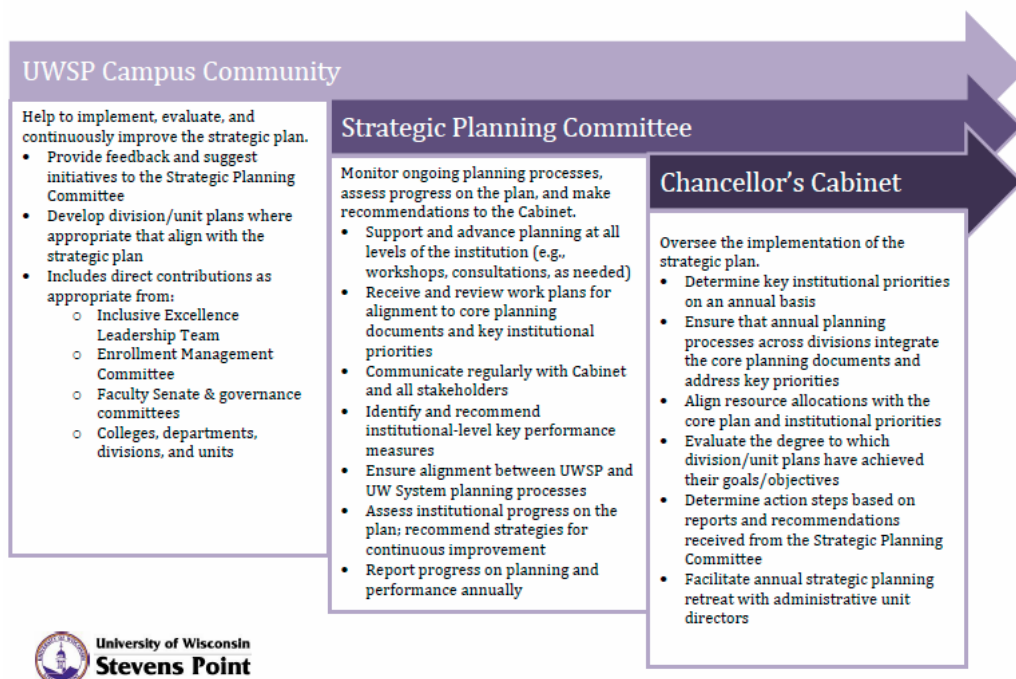 UWSP Campus Community
Help to implement, evaluate, and
continuously improve the strategic plan.
• Provide feedback and suggest
initiatives to the Strategic Planning
Committee
• Develop division/unit plans where
appropriate that align with the
strategic plan
• Includes direct contributions as
appropriate from:
o Inclusive Excellence
Leadership Team
o Enrollment Management
Committee
o Faculty Senate & governance
committees
o Colleges, departments,
divisions, and units
Strategic Planning Committee
Monitor ongoing planning processes,
assess progress on the plan, and make
recommendations to the Cabinet.
• Support and advance planning at all
levels of the institution (e.g.,
workshops, consultations, as needed)
• Receive and review work plans for
alignment to core planning
documents and key institutional
priorities
• Communicate regularly with Cabinet
and all stakeholders
• Identify and recommend
institutional-level key performance
measures
• Ensure alignment between UWSP and
UW System planning processes
• Assess institutional progress on the
plan; recommend strategies for
continuous improvement
• Report progress on planning and
performance annually
Chancellor's Cabinet
Oversee the implementation of the
strategic plan.
• Determine key institutional priorities
on an annual basis
• Ensure that annual planning
processes across divisions integrate
the core planning documents and
address key priorities
• Align resource allocations with the
core plan and institutional priorities
• Evaluate the degree to which
division/unit plans have achieved
their goals/objectives
• Determine action steps based on
reports and recommendations
received from the Strategic Planning
Committee
• Facilitate annual strategic planning
retreat with administrative unit
directors
University of Wisconsin
Stevens Point